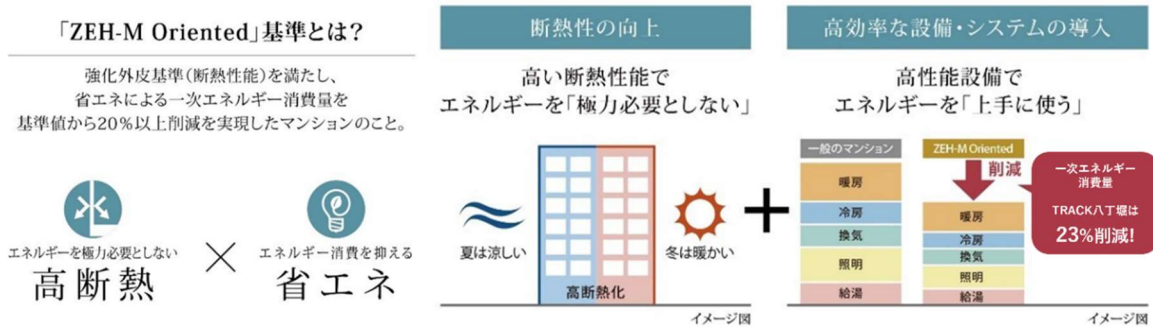 「ZEH-M Oriented」基準とは?
強化外皮基準(断熱性能)を満たし、
省エネによる一次エネルギー消費量を
基準値から20%以上削減を実現したマンションのこと。
エネルギーを極力必要としない
高断熱
×
エネルギー消費を抑える
省エネ
断熱性の向上
高い断熱性能で
エネルギーを「極力必要としない」
夏は涼しい
冬は暖かい
高断熱化
イメージ図
+
高効率な設備・システムの導入
高性能設備で
エネルギーを「上手に使う」
一般のマンション
暖房
冷房
換気
照明
給湯
ZEH-M Oriented
削減
暖房
冷房
換気
照明
給湯
一次エネルギー
消費量
TRACK八丁堀は
23%削減!
イメージ図